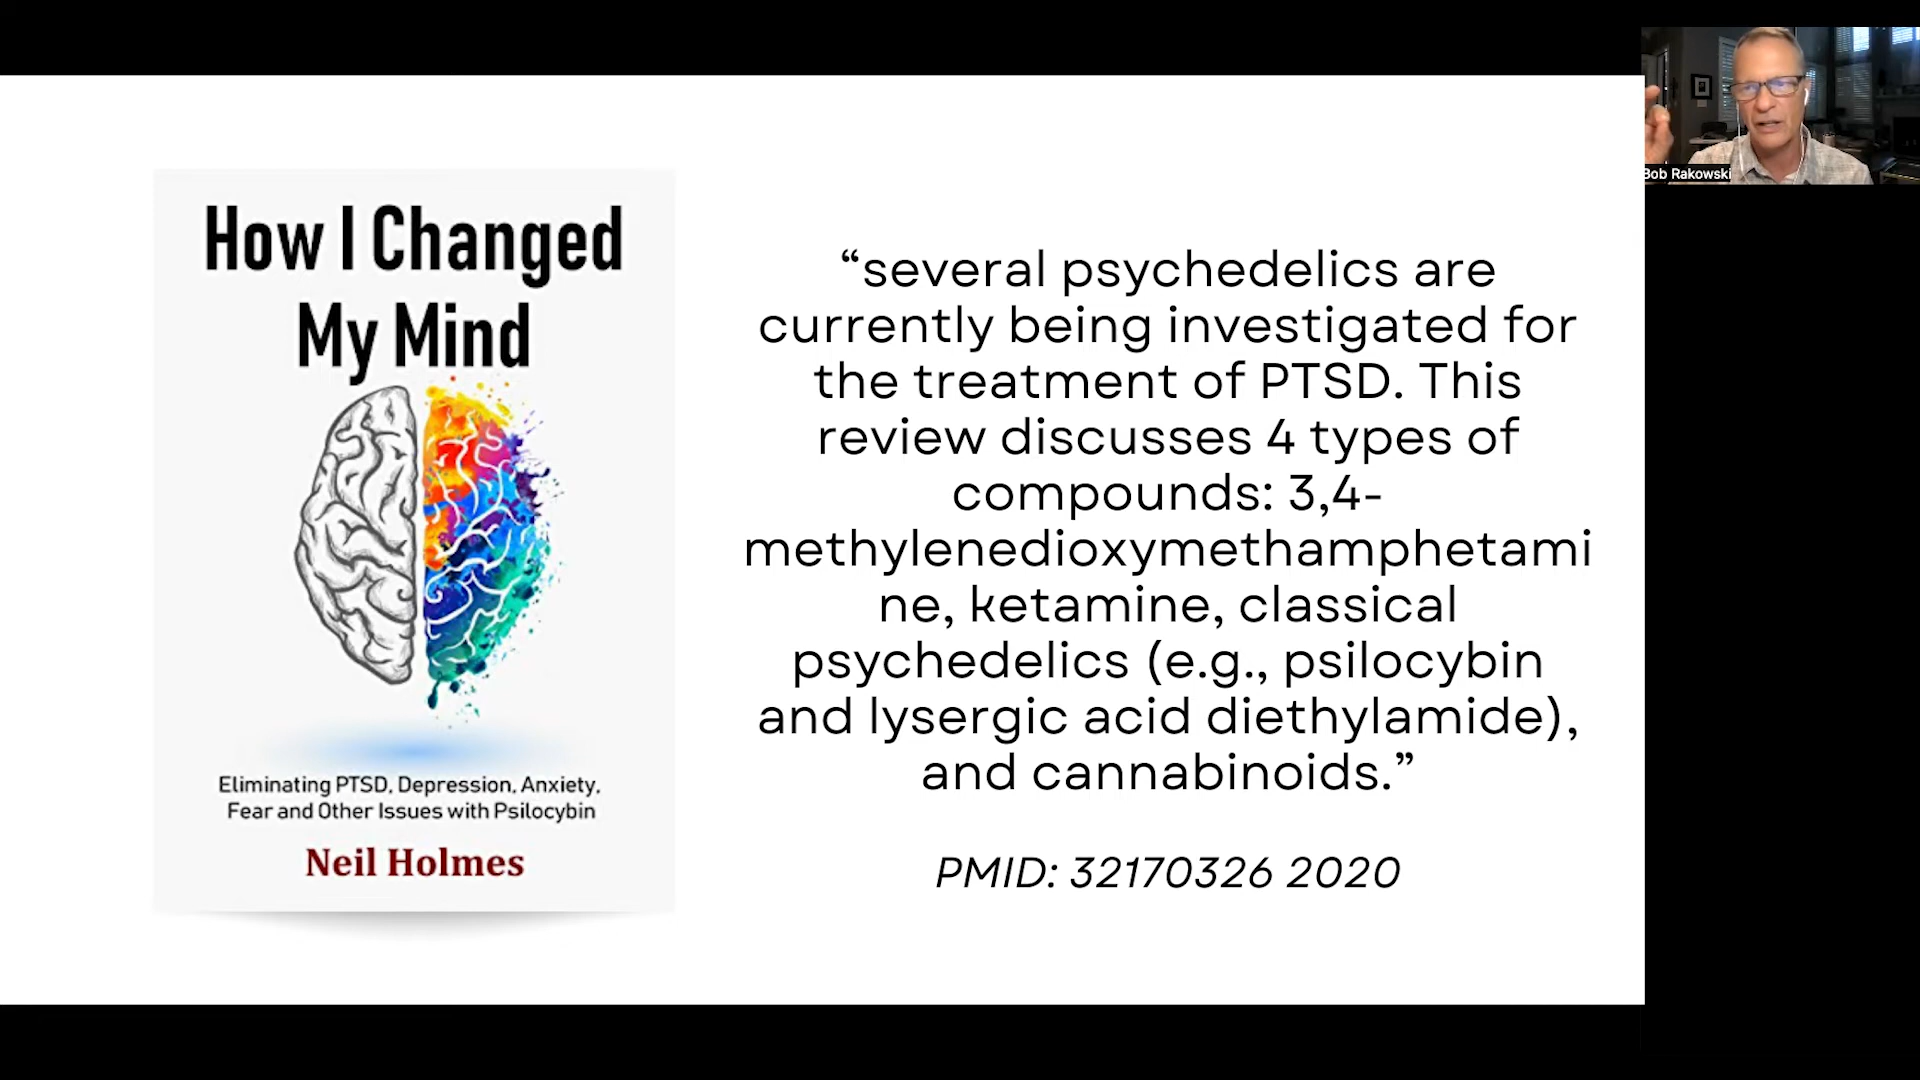 How I Changed
My Mind
Eliminating PTSD, Depression, Anxiety,
Fear and Other Issues with Psilocybin
Neil Holmes
“several psychedelics are
currently being investigated for
the treatment of PTSD. This
review discusses 4 types of
compounds: 3,4-
methylenedioxymethamphetami
ne, ketamine, classical
psychedelics (e.g., psilocybin
and lysergic acid diethylamide),
and cannabinoids.”
PMID: 32170326 2020
Bob Rakowski